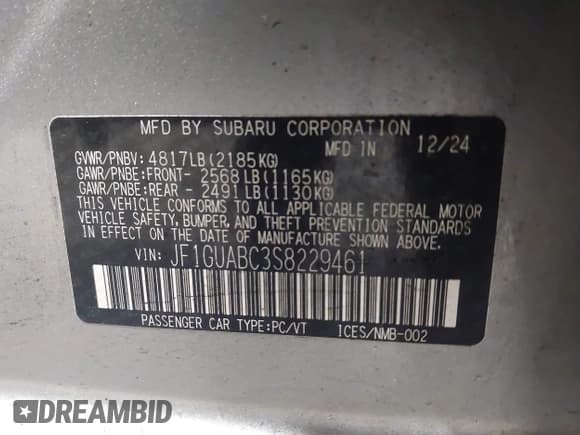 MFD BY SUBARU CORPORATION
MFD IN 12/24
GVWR/PNBV: 4817LB(2185KG)
GAWR/PNBE:FRONT- 2568LB(1165KG)
GAWR/PNBE:REAR - 2491LB(1130KG)
THIS VEHICLE CONFORMS TO ALL APPLICABLE FEDERAL MOTOR
VEHICLE SAFETY, BUMPER, AND THEFT PREVENTION STANDARDS
IN EFFECT ON THE DATE OF MANUFACTURE SHOWN ABOVE.
VIN: JF1GUABC3S8229461
PASSENGER CAR TYPE:PC/VT ICES/NMB-002
DREAMBID